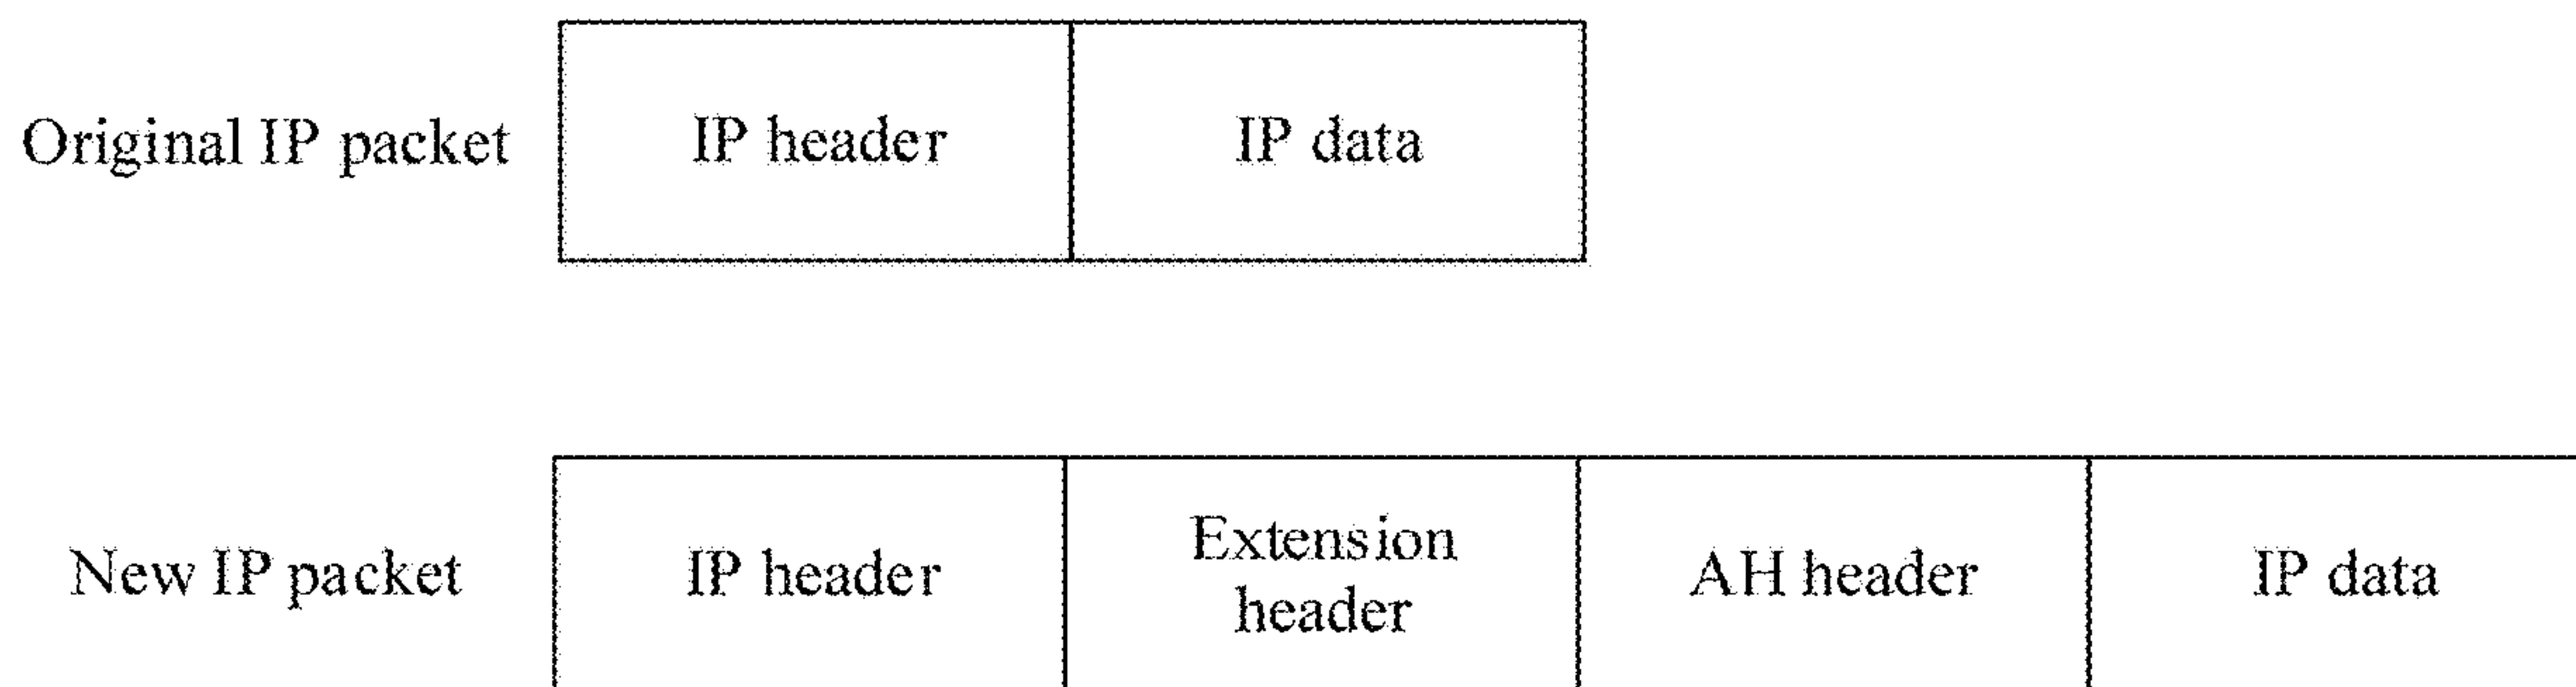 Original IP packet IP header IP data
New IP packet IP header Extension header AH header IP data